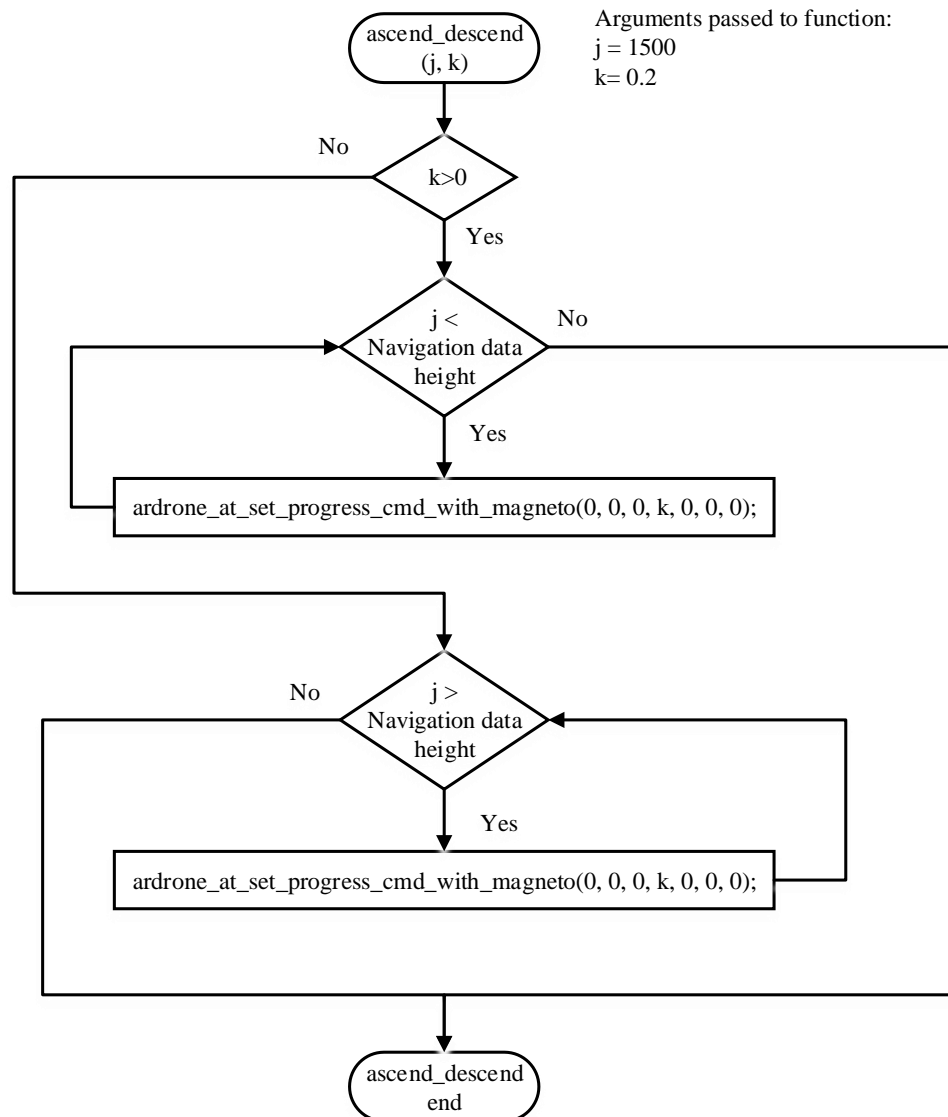 ascend_descend
(j, k)
Arguments passed to function:
j = 1500
k= 0.2
No
k>0
Yes
j <
Navigation data
height
No
Yes
ardrone_at_set_progress_cmd_with_magneto(0, 0, 0, k, 0, 0, 0);
No
j >
Navigation data
height
Yes
ardrone_at_set_progress_cmd_with_magneto(0, 0, 0, k, 0, 0, 0);
ascend_descend
end